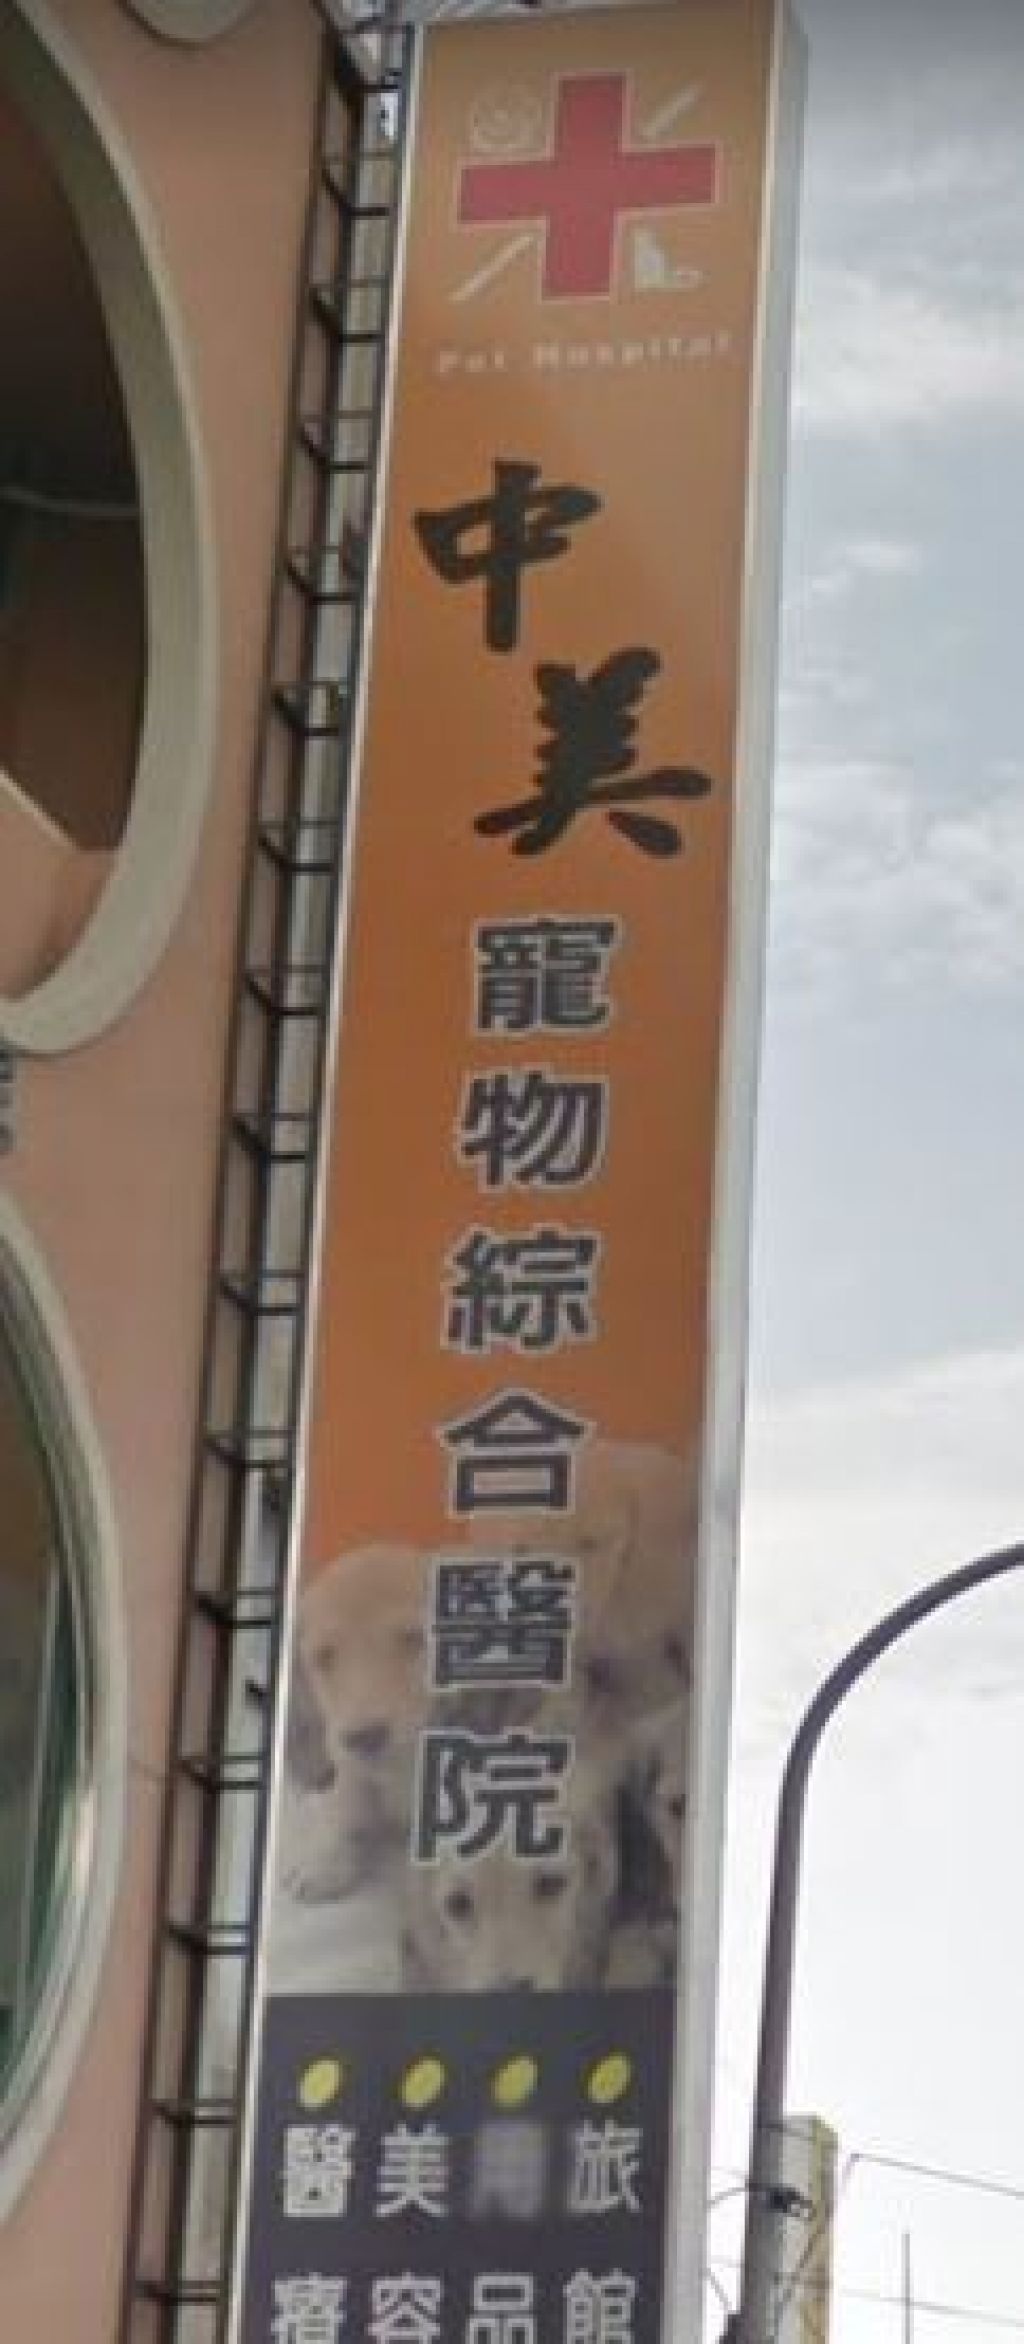 Pet Hospital
中美
寵物綜合醫院
醫療
美容
品
旅館